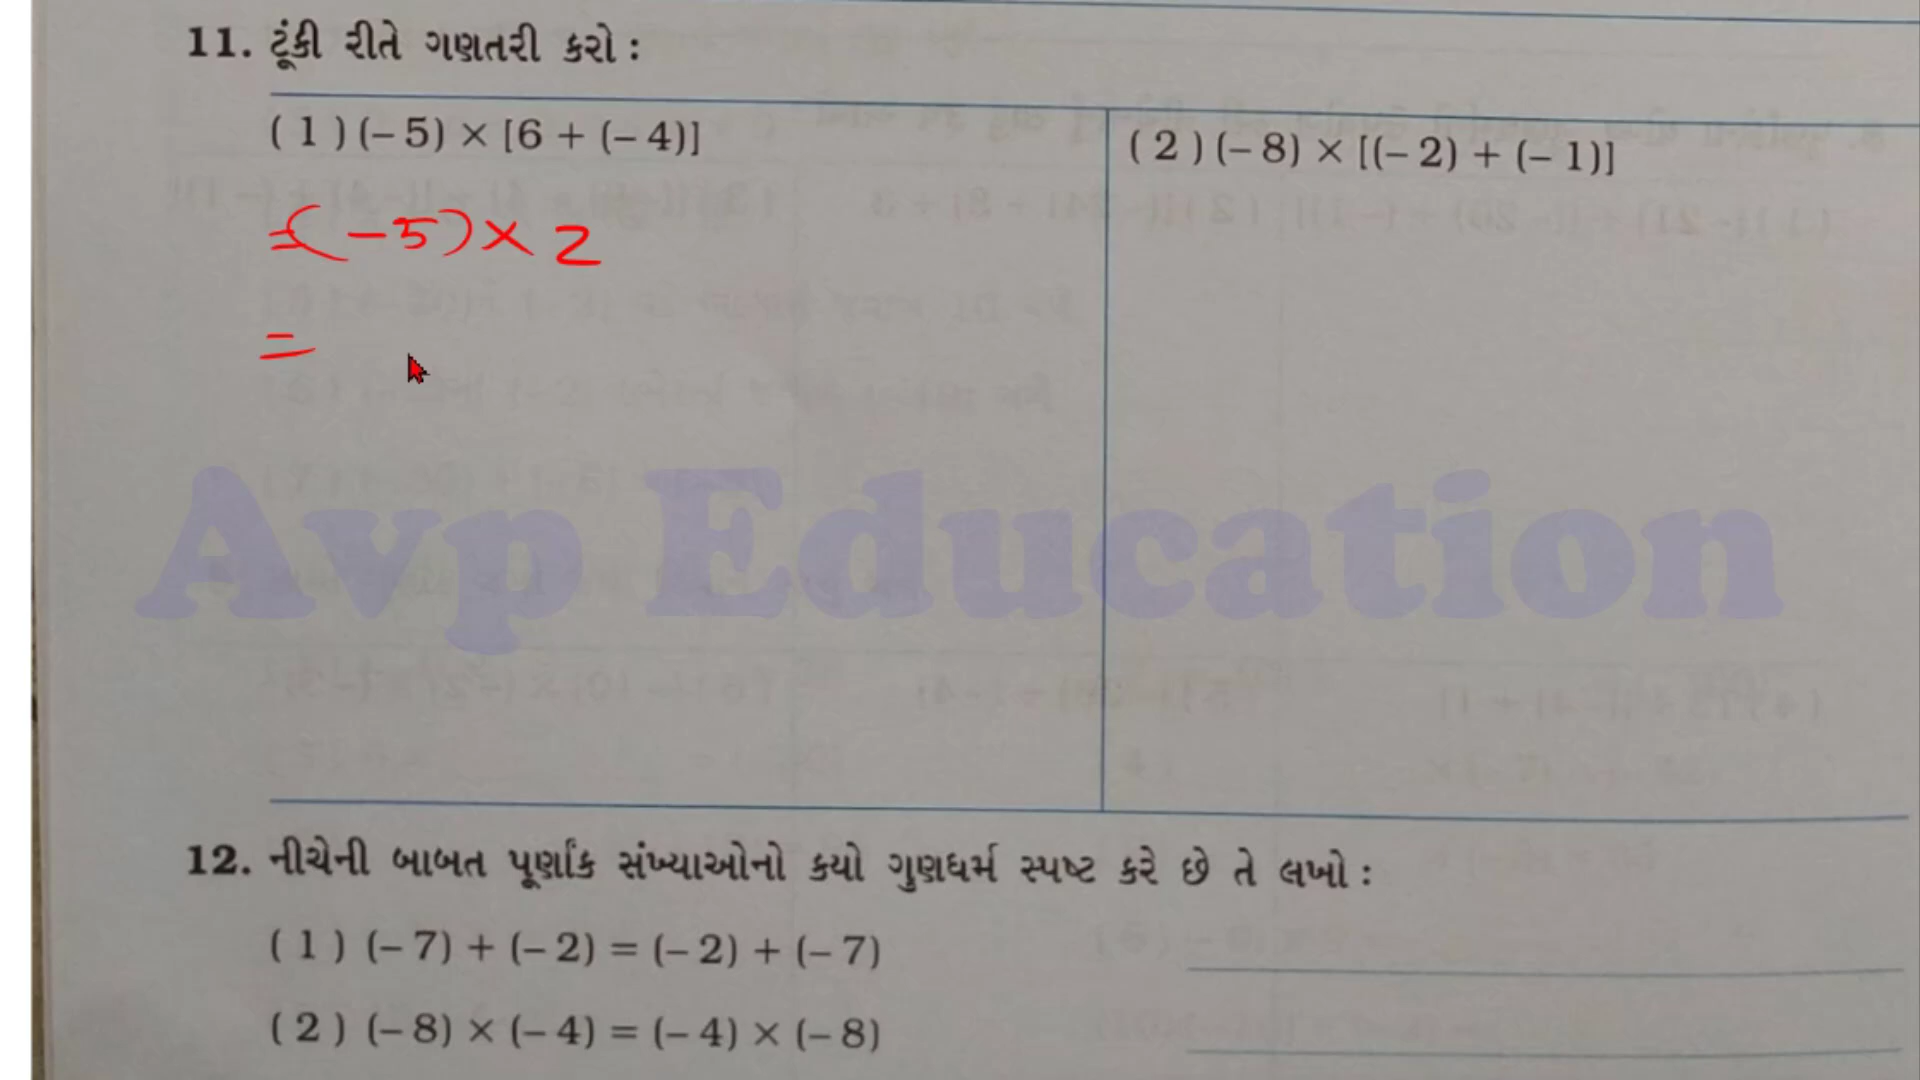 11. ટૂંકી રીતે ગણતરી કરો :
( 1 ) (– 5) × [6 + (– 4)]
= (– 5) × 2
=
( 2 ) (– 8) × [(– 2) + (– 1)]
Avp Education
12. નીચેની બાબત પૂર્ણાંક સંખ્યાઓનો કયો ગુણધર્મ સ્પષ્ટ કરે છે તે લખો :
( 1 ) (– 7) + (– 2) = (– 2) + (– 7)
( 2 ) (– 8) × (– 4) = (– 4) × (– 8)